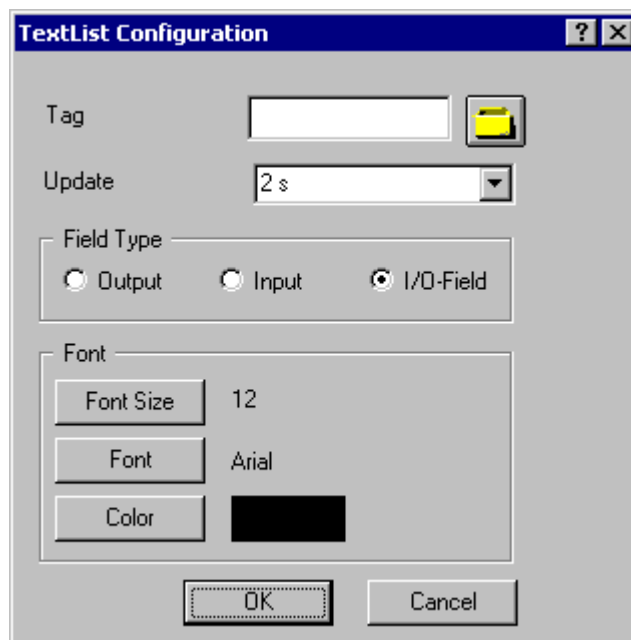 TextList Configuration
Tag
Update 2 s
Field Type
Output Input I/O-Field
Font
Font Size 12
Font Arial
Color
OK Cancel